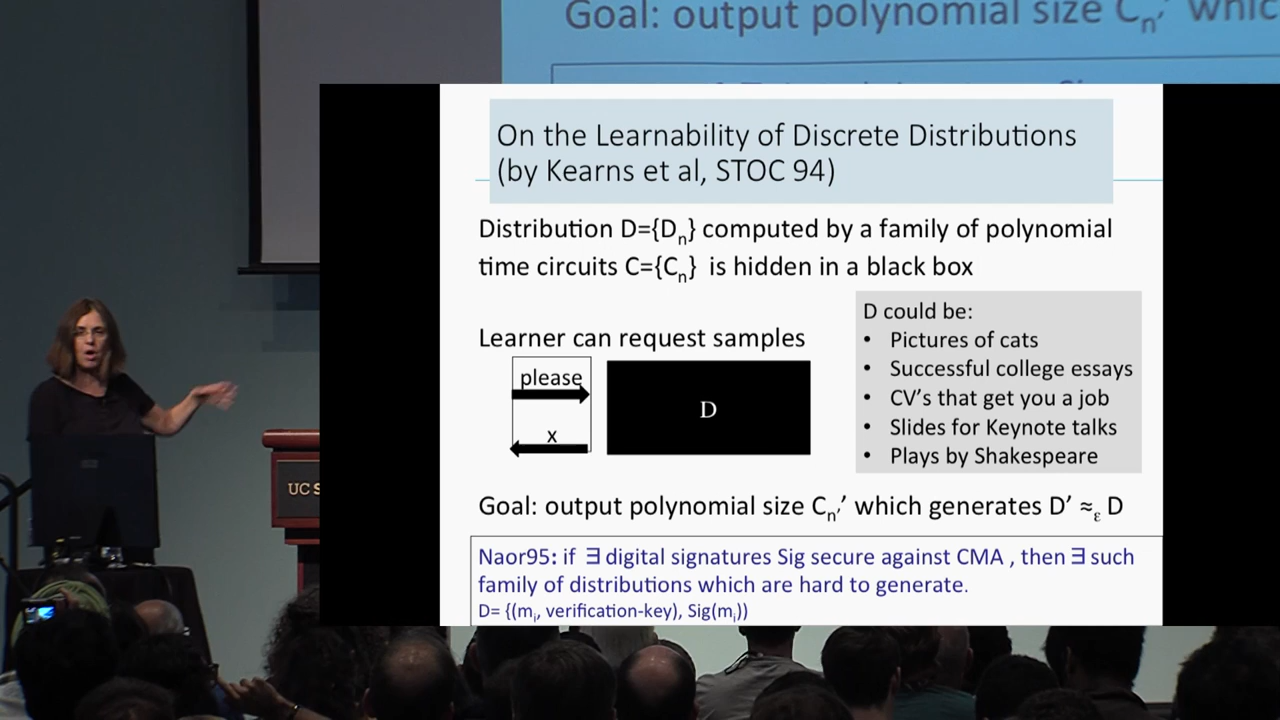 Goal: output polynomial size Cn′ whic
On the Learnability of Discrete Distributions
(by Kearns et al, STOC 94)
Distribution D={Dn} computed by a family of polynomial
time circuits C={Cn} is hidden in a black box
Learner can request samples
please
x
D
D could be:
• Pictures of cats
• Successful college essays
• CV's that get you a job
• Slides for Keynote talks
• Plays by Shakespeare
Goal: output polynomial size Cn′ which generates D′ ≈ε D
Naor95: if ∃ digital signatures Sig secure against CMA , then ∃ such
family of distributions which are hard to generate.
D= {(mi, verification-key), Sig(mi))
UC S